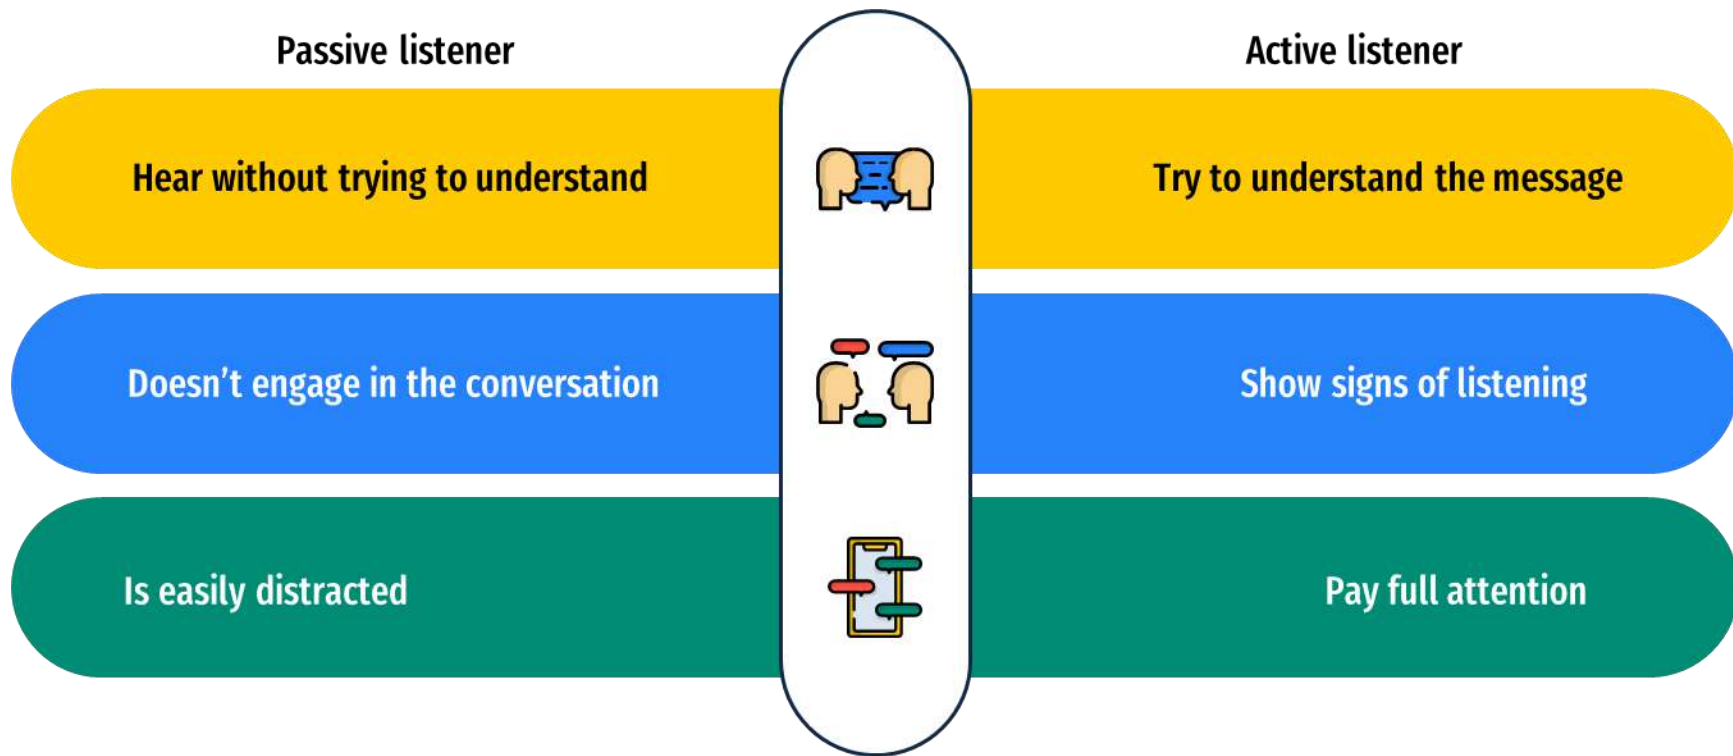 Passive listener
Active listener
Hear without trying to understand
Try to understand the message
Doesn't engage in the conversation
Show signs of listening
Is easily distracted
Pay full attention